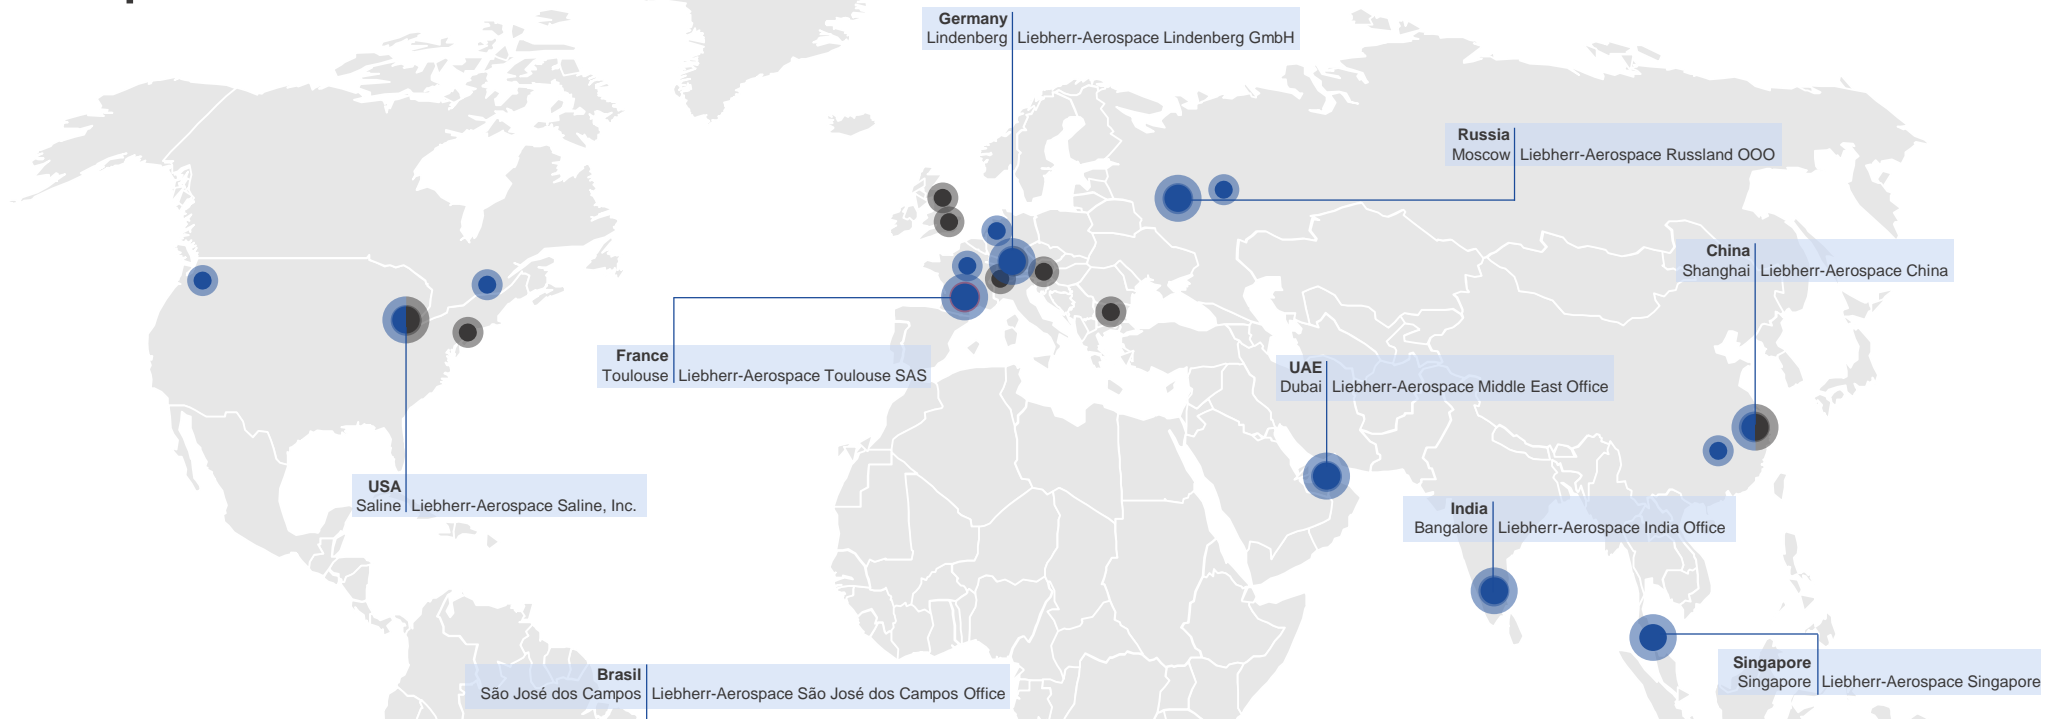 Germany
Lindenberg Liebherr-Aerospace Lindenberg GmbH
Russia
Moscow Liebherr-Aerospace Russland OOO
China
Shanghai Liebherr-Aerospace China
France
Toulouse Liebherr-Aerospace Toulouse SAS
UAE
Dubai Liebherr-Aerospace Middle East Office
USA
Saline Liebherr-Aerospace Saline, Inc.
India
Bangalore Liebherr-Aerospace India Office
Singapore
Singapore Liebherr-Aerospace Singapore
Brasil
São José dos Campos Liebherr-Aerospace São José dos Campos Office